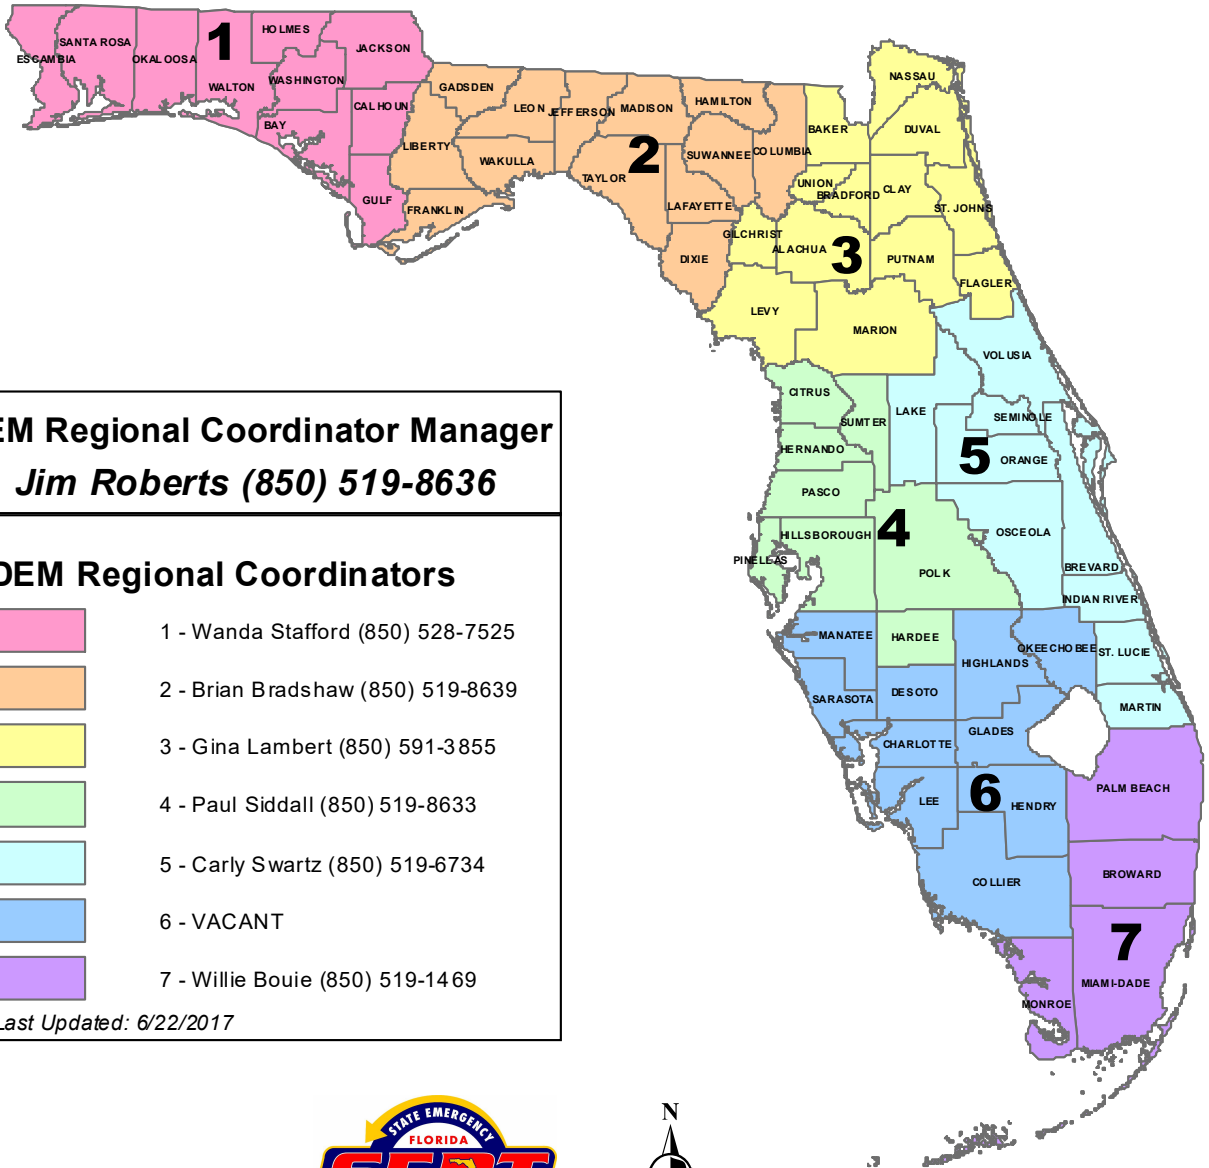 1
HOLMES
SANTA ROSA
JACKSON
ESCAMBIA
OKALOOSA
WASHINGTON
WALTON
CALHOUN
BAY
GULF
GADSDEN
LEON
JEFFERSON
MADISON
HAMILTON
LIBERTY
WAKULLA
2
SUWANNEE
COLUMBIA
TAYLOR
LAFAYETTE
FRANKLIN
DIXIE
NASSAU
BAKER
DUVAL
UNION
BRADFORD
CLAY
ST. JOHNS
GILCHRIST
ALACHUA
3
PUTNAM
FLAGLER
LEVY
MARION
VOLUSIA
CITRUS
SUMTER
LAKE
SEMINOLE
HERNANDO
5
ORANGE
PASCO
HILLSBOROUGH
4
OSCEOLA
PINELLAS
POLK
BREVARD
INDIAN RIVER
MANATEE
HARDEE
HIGHLANDS
OKEECHOBEE
ST. LUCIE
SARASOTA
DESOTO
MARTIN
CHARLOTTE
GLADES
LEE
6
HENDRY
PALM BEACH
COLLIER
BROWARD
7
MIAMI-DADE
MONROE
EM Regional Coordinator Manager
Jim Roberts (850) 519-8636
DEM Regional Coordinators
1 - Wanda Stafford (850) 528-7525
2 - Brian Bradshaw (850) 519-8639
3 - Gina Lambert (850) 591-3855
4 - Paul Siddall (850) 519-8633
5 - Carly Swartz (850) 519-6734
6 - VACANT
7 - Willie Bouie (850) 519-1469
Last Updated: 6/22/2017
STATE EMERGENCY
FLORIDA
SERT
N